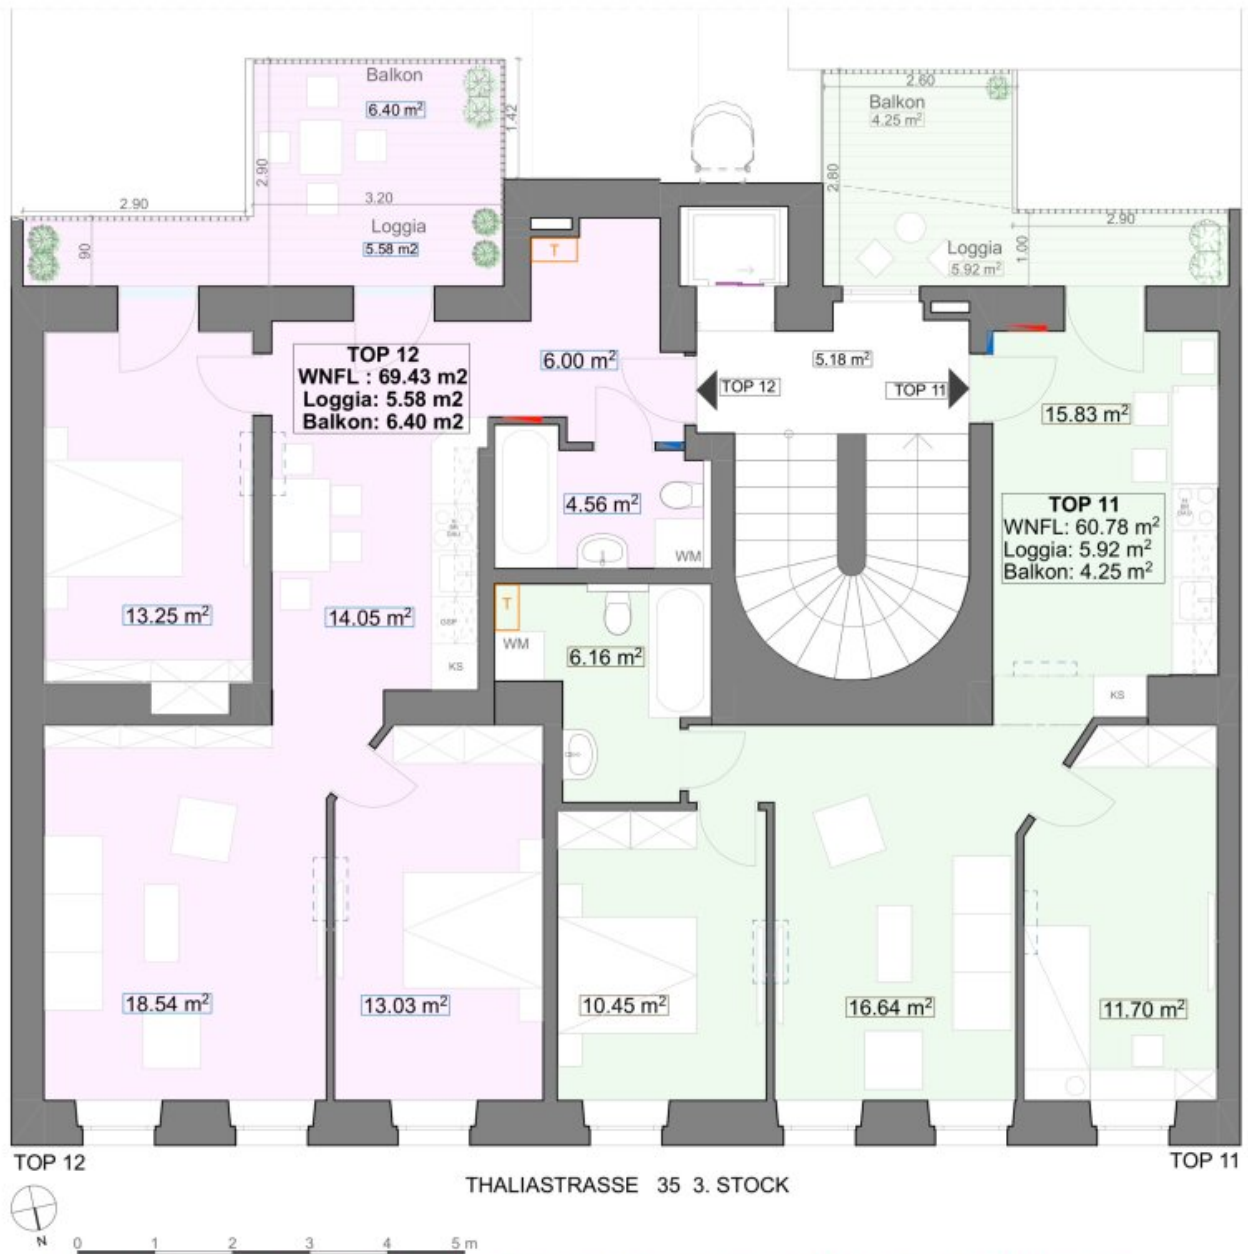 Balkon
6.40 m²
1.42
2.90
2.90
3.20
Loggia
5.58 m2
90
2.60
Balkon
4.25 m²
2.80
2.90
Loggia
5.92 m²
1.00
T
TOP 12
WNFL : 69.43 m2
Loggia: 5.58 m2
Balkon: 6.40 m2
6.00 m²
5.18 m²
TOP 12
TOP 11
15.83 m²
4.56 m²
WM
TOP 11
WNFL: 60.78 m²
Loggia: 5.92 m²
Balkon: 4.25 m²
13.25 m²
14.05 m²
GSP
KS
T
WM
6.16 m²
KS
18.54 m²
13.03 m²
10.45 m²
16.64 m²
11.70 m²
TOP 12
TOP 11
THALIASTRASSE 35 3. STOCK
N
0 1 2 3 4 5 m